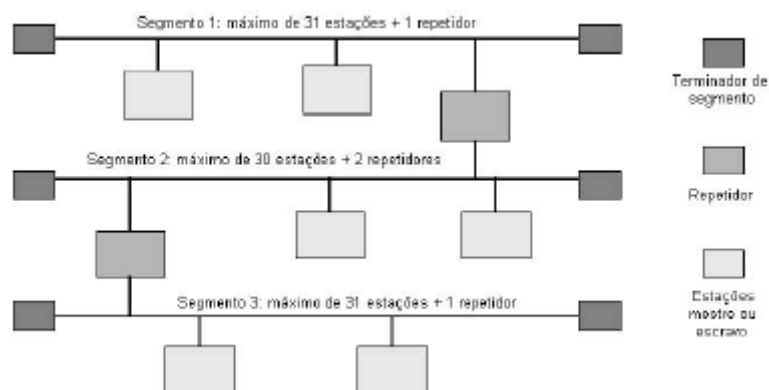 Segmento 1: máximo de 31 estações + 1 repetidor
Terminador de
segmento
Segmento 2: máximo de 30 estações + 2 repetidores
Repetidor
Segmento 3: máximo de 31 estações + 1 repetidor
Estações
mestre ou
escravo